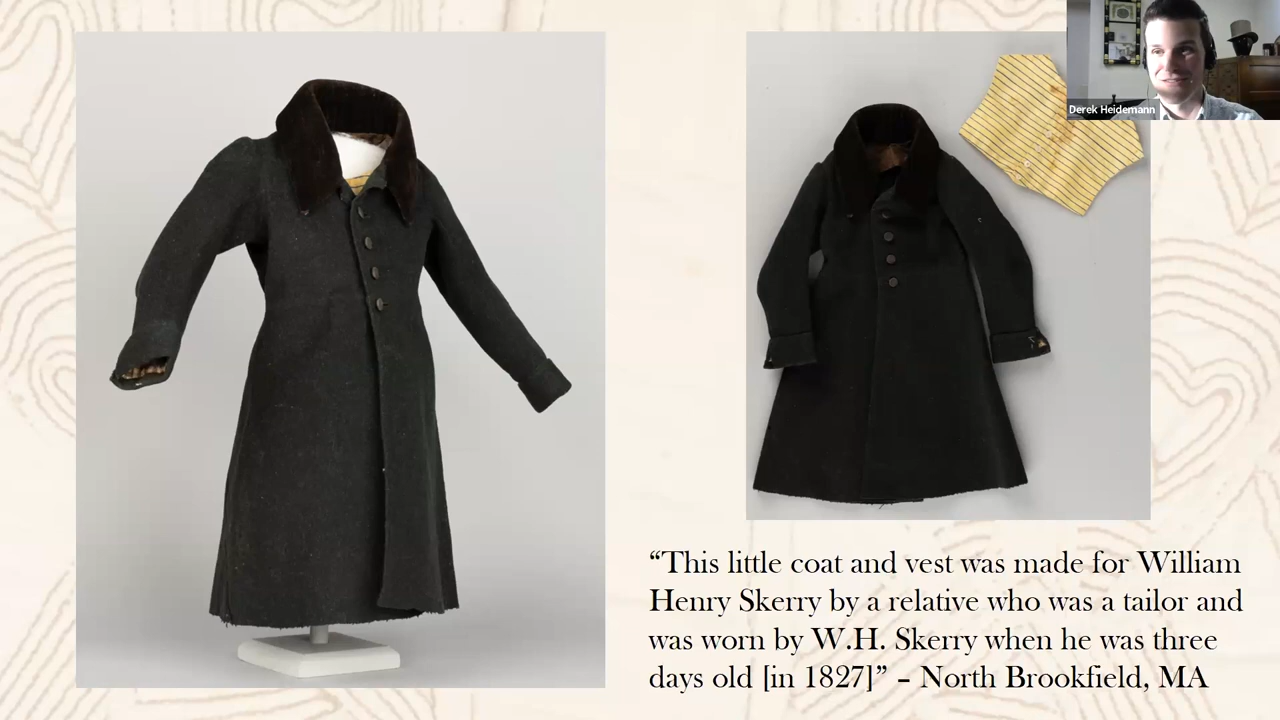 Derek Heidemann
“This little coat and vest was made for William
Henry Skerry by a relative who was a tailor and
was worn by W.H. Skerry when he was three
days old [in 1827]” – North Brookfield, MA